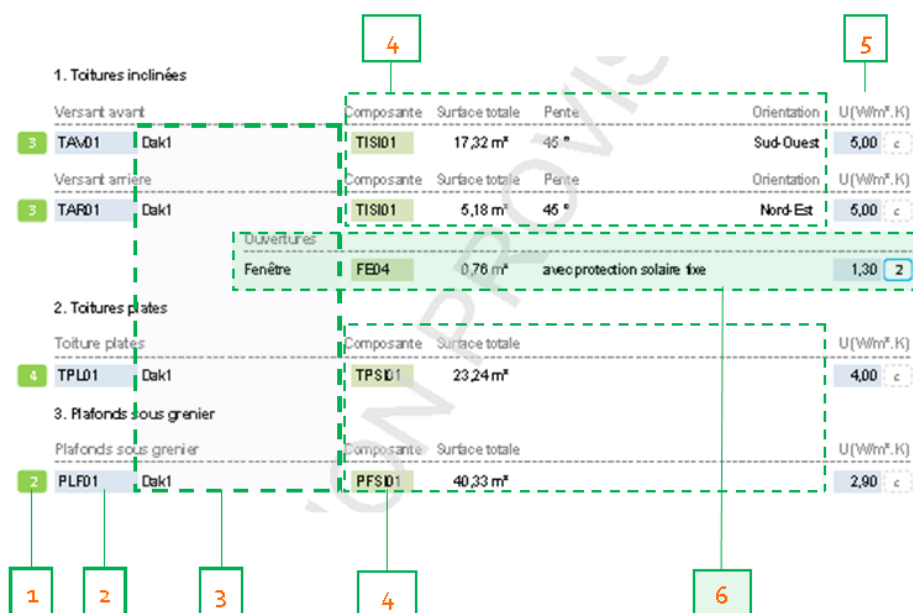 4 5
1. Toitures inclinées
Versant avant Composante Surface totale Pente Orientation U(W/m².K)
3 TAV01 Dak1 TISI01 17,32 m² 45 ° Sud-Ouest 5,00 c
Versant arrière Composante Surface totale Pente Orientation U(W/m².K)
3 TAR01 Dak1 TISI01 5,18 m² 45 ° Nord-Est 5,00 c
Ouvertures
Fenêtre FE04 0,76 m² avec protection solaire fixe 1,30 2
2. Toitures plates
Toiture plates Composante Surface totale U(W/m².K)
4 TPL01 Dak1 TPSI01 23,24 m² 4,00 c
3. Plafonds sous grenier
Plafonds sous grenier Composante Surface totale U(W/m².K)
2 PLF01 Dak1 PFSI01 40,33 m² 2,90 c
1 2 3 4 6
ON PROVIS